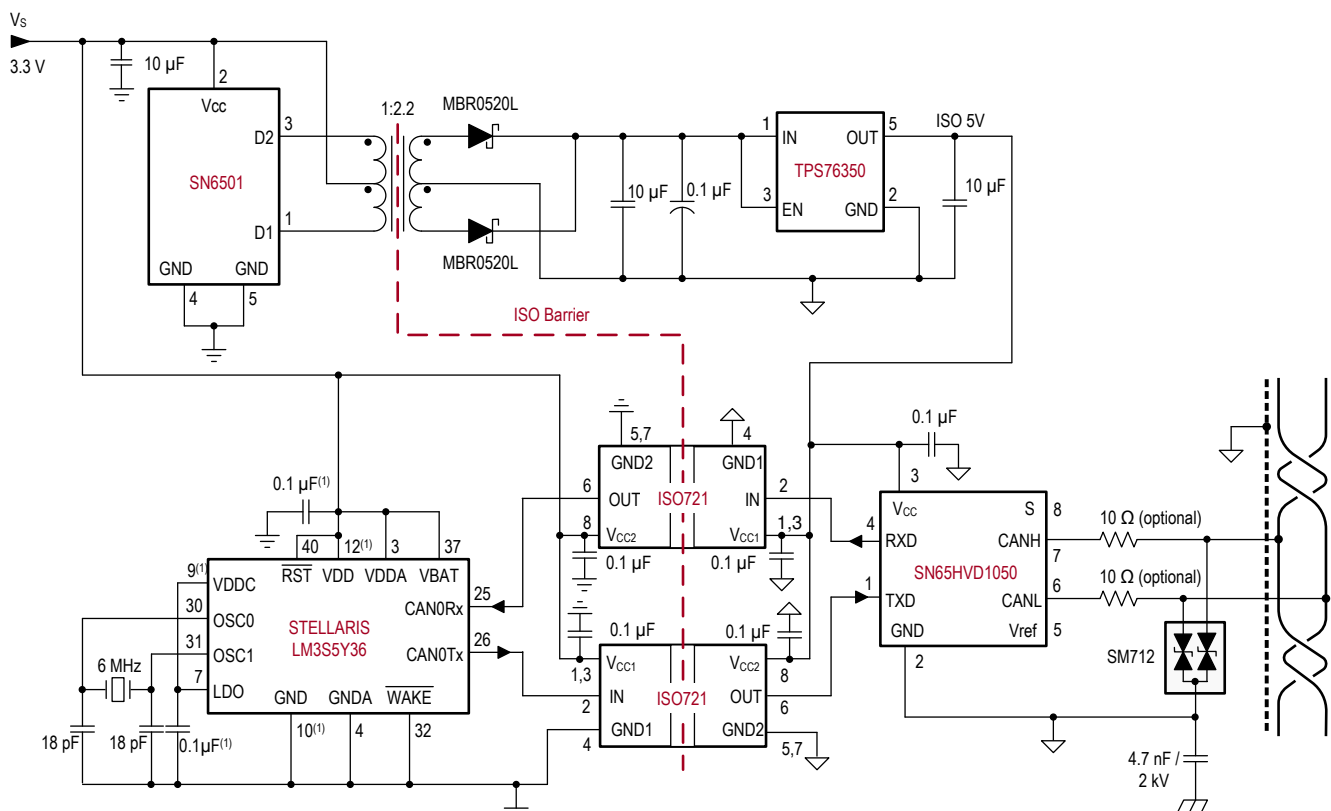 VS
3.3 V
10 µF
2
Vcc
D2
3
SN6501
1
D1
GND
GND
4
5
1:2.2
MBR0520L
MBR0520L
10 µF
0.1 µF
1
IN
OUT
5
TPS76350
3
EN
GND
2
ISO 5V
10 µF
ISO Barrier
0.1 µF(1)
40
12(1)
3
37
RST
VDD
VDDA
VBAT
9(1)
VDDC
30
OSC0
31
OSC1
7
LDO
STELLARIS
LM3S5Y36
CAN0Rx
25
CAN0Tx
26
GND
GNDA
WAKE
10(1)
4
32
6 MHz
18 pF
18 pF
0.1µF(1)
5,7
4
GND2
GND1
6
OUT
ISO721
IN
2
8
VCC2
VCC1
1,3
0.1 µF
0.1 µF
0.1 µF
0.1 µF
1,3
VCC1
VCC2
8
2
IN
ISO721
OUT
6
4
GND1
GND2
5,7
0.1 µF
3
VCC
S
8
4
RXD
CANH
7
SN65HVD1050
1
TXD
CANL
6
GND
Vref
5
2
10 Ω (optional)
10 Ω (optional)
SM712
4.7 nF /
2 kV